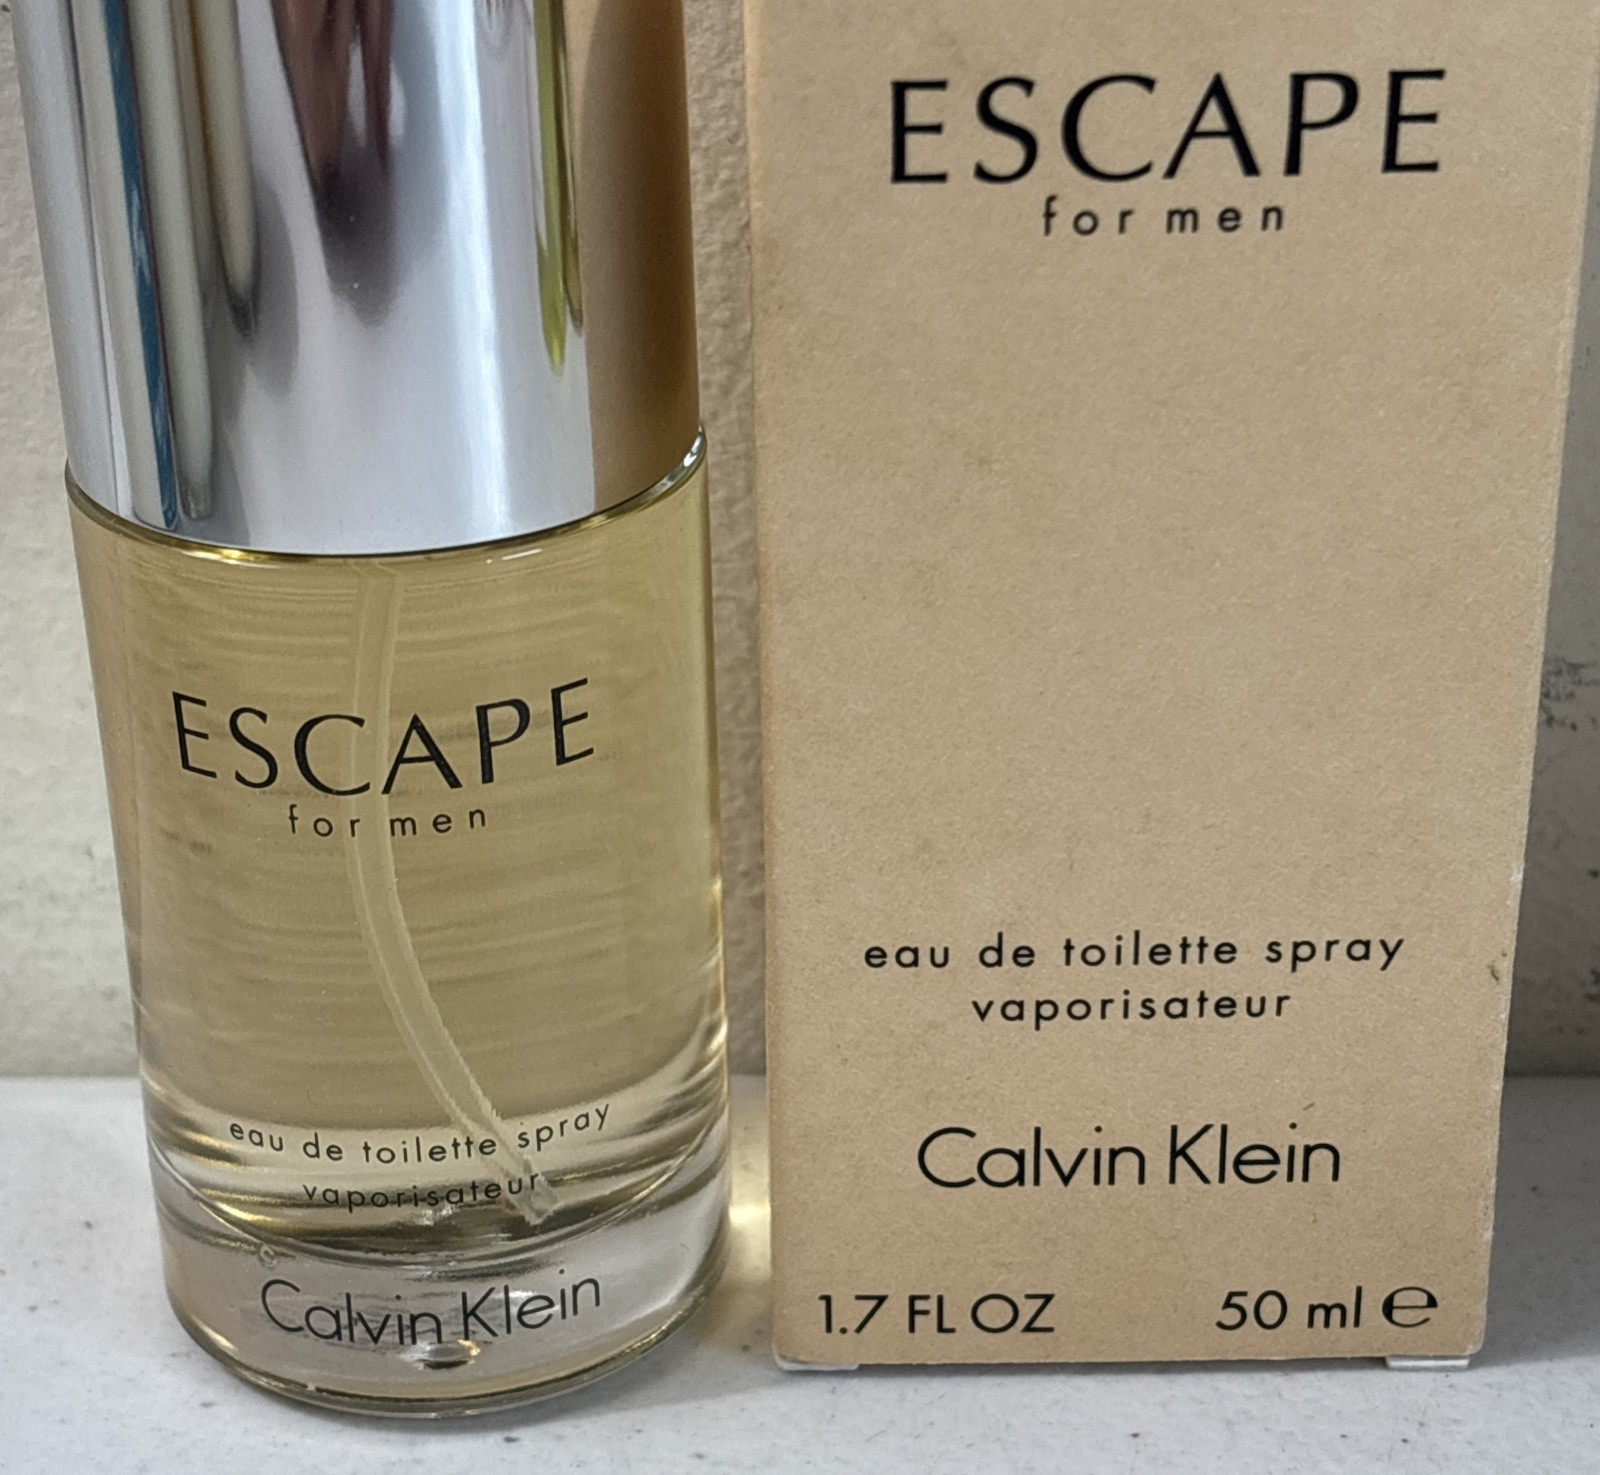 ESCAPE
for men
eau de toilette spray
vaporisateur
Calvin Klein
ESCAPE
for men
eau de toilette spray
vaporisateur
Calvin Klein
1.7 FL OZ 50 ml ℮